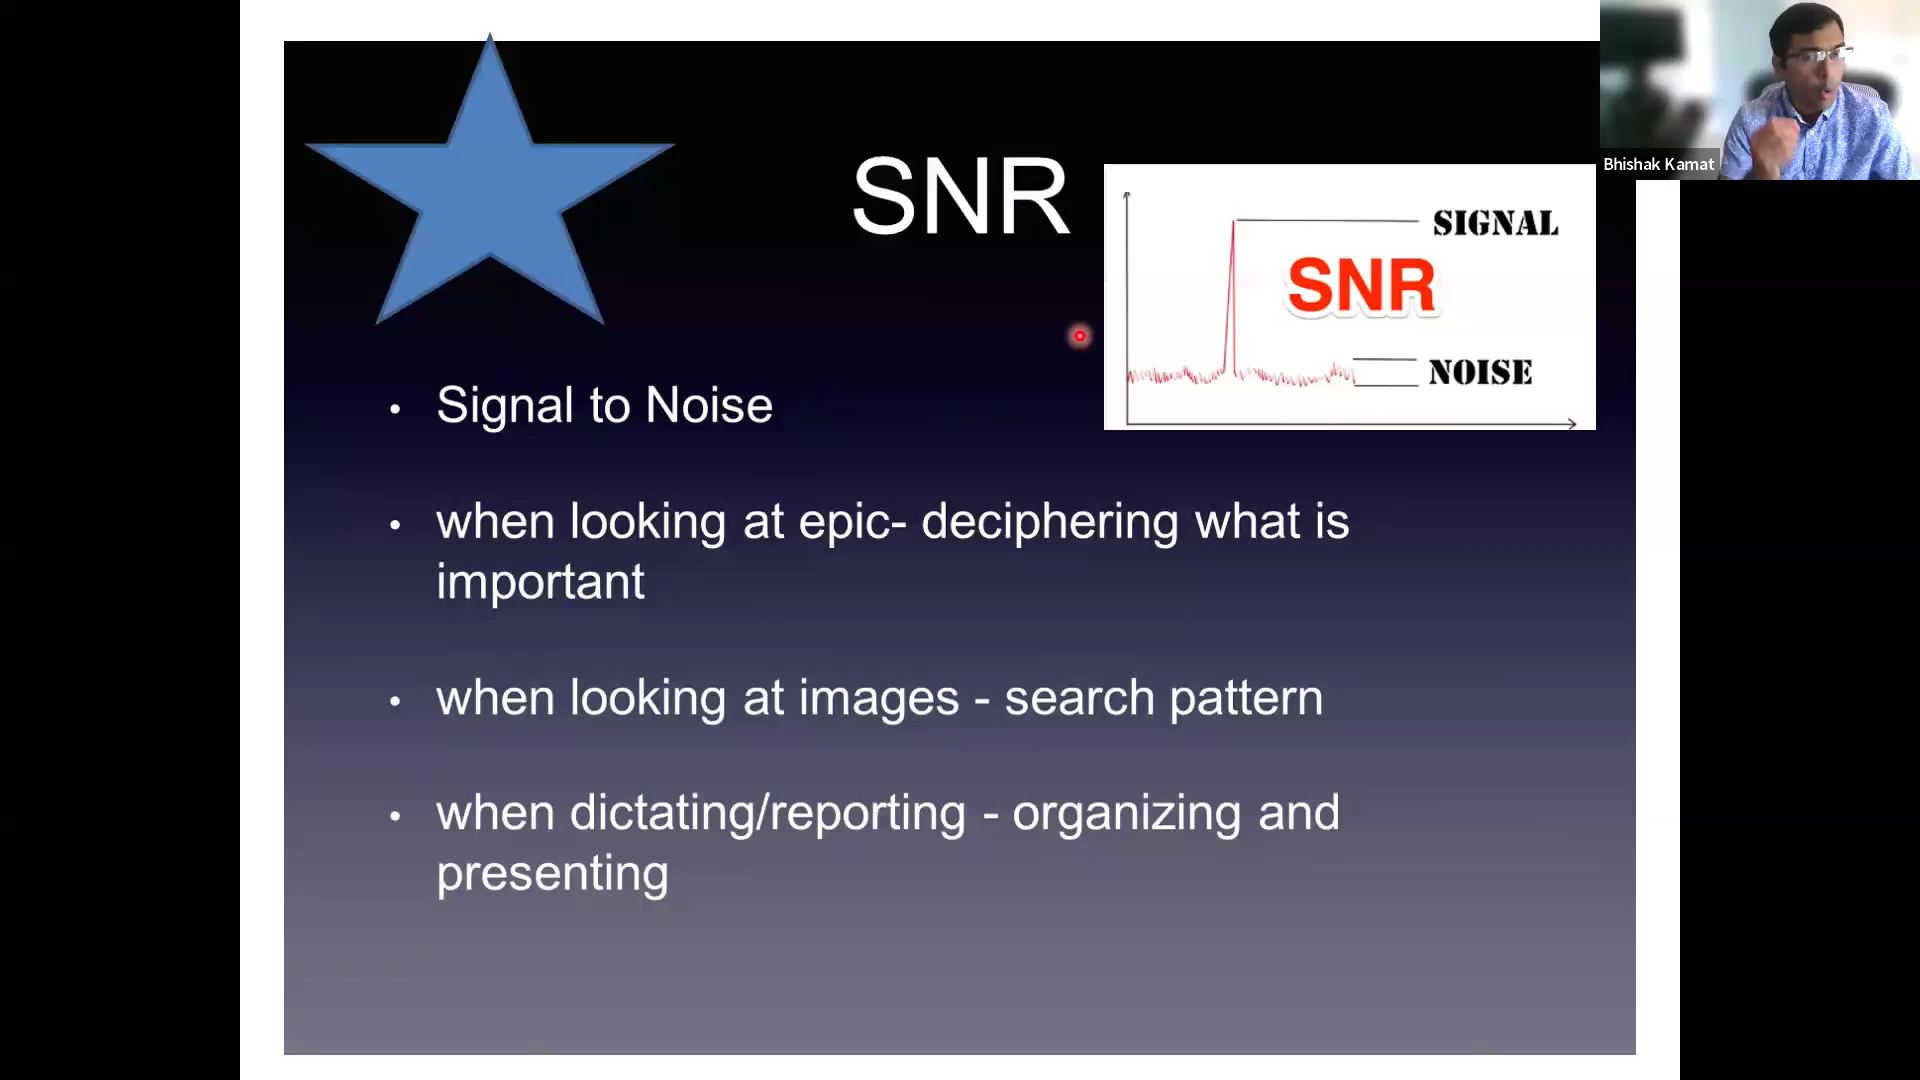 SNR
SIGNAL
SNR
NOISE
Bhishak Kamat
• Signal to Noise
• when looking at epic- deciphering what is
important
• when looking at images - search pattern
• when dictating/reporting - organizing and
presenting